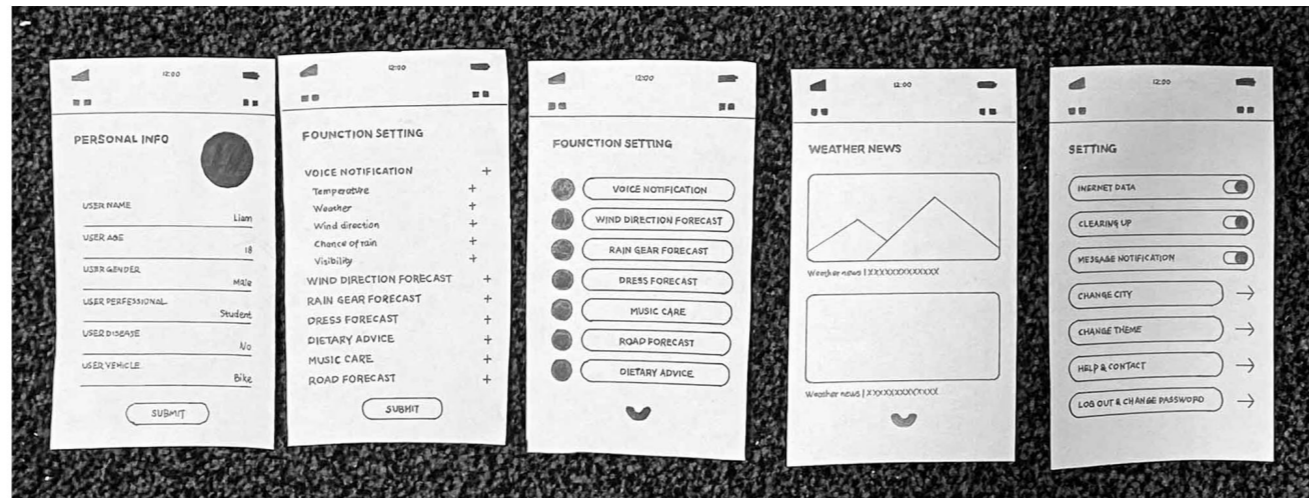 12:00
PERSONAL INFO
USER NAME
Liam
USER AGE
18
USER GENDER
Male
USER PERFESSIONAL
Student
USER DISEASE
No
USER VEHICLE
Bike
SUBMIT
12:00
FOUNCTION SETTING
VOICE NOTIFICATION +
Temperature +
Weather +
Wind direction +
Chance of rain +
Visibility +
WIND DIRECTION FORECAST +
RAIN GEAR FORECAST +
DRESS FORECAST +
DIETARY ADVICE +
MUSIC CARE +
ROAD FORECAST +
SUBMIT
12:00
FOUNCTION SETTING
VOICE NOTIFICATION
WIND DIRECTION FORECAST
RAIN GEAR FORECAST
DRESS FORECAST
MUSIC CARE
ROAD FORECAST
DIETARY ADVICE
12:00
WEATHER NEWS
Weather news | XXXXXXXXXXXXX
Weather news | XXXXXXXXXXXXX
12:00
SETTING
INERNET DATA
CLEARING UP
MESSAGE NOTIFICATION
CHANGE CITY →
CHANGE THEME →
HELP & CONTACT →
LOG OUT & CHANGE PASSWORD →